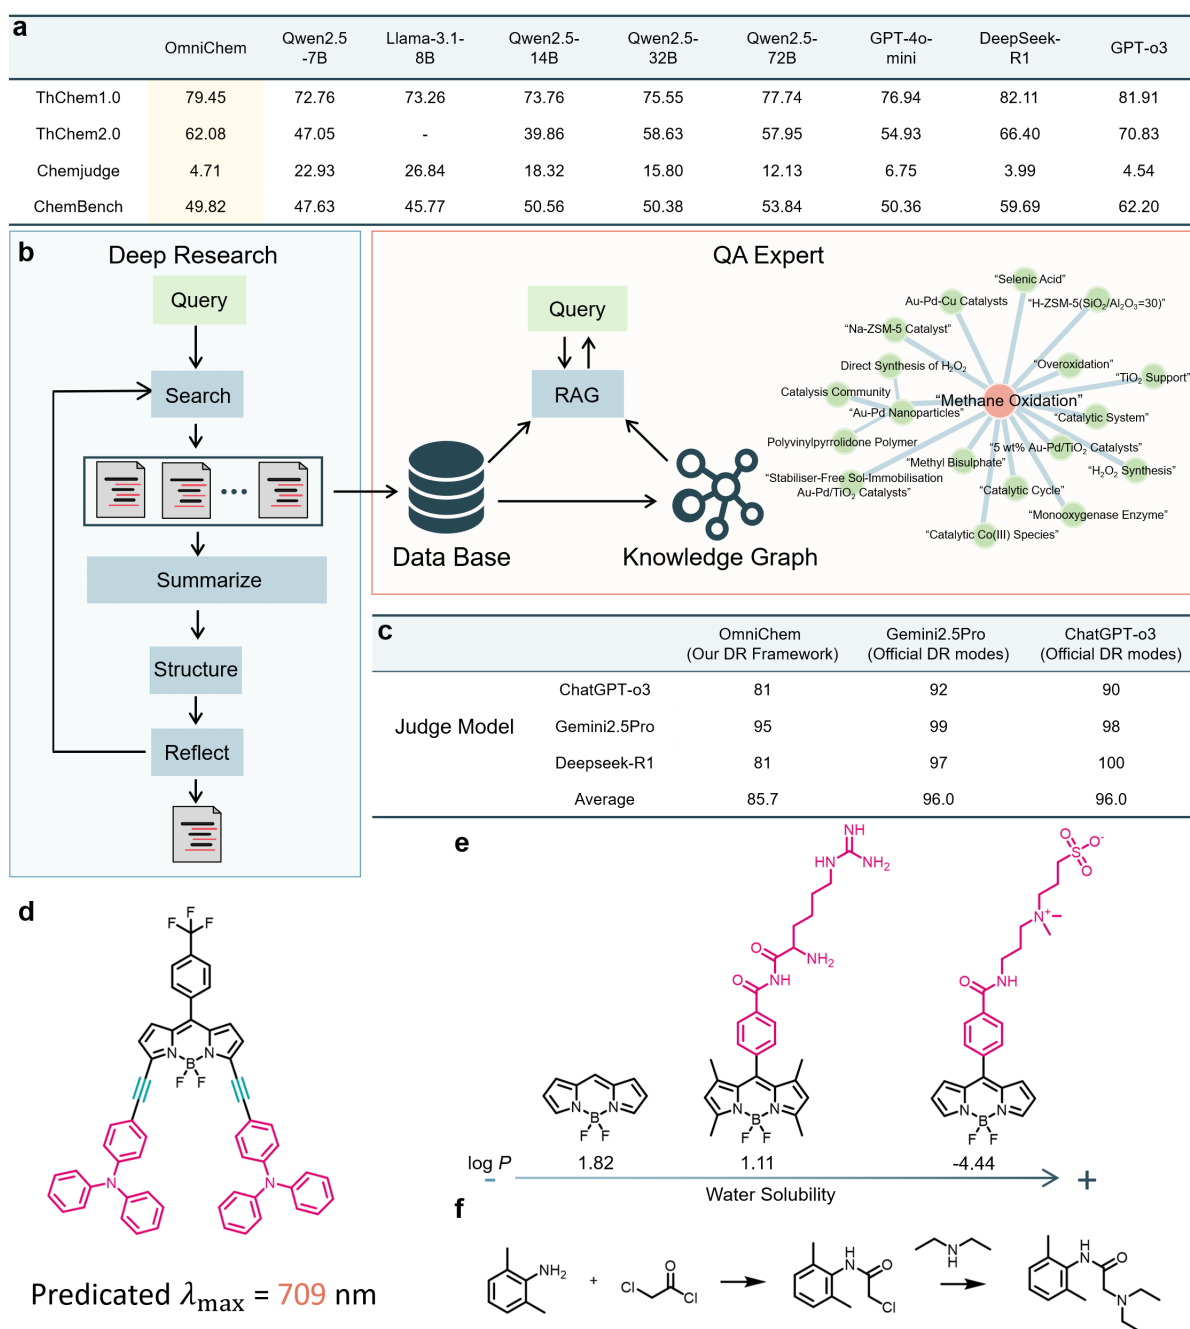 a
OmniChem Qwen2.5-7B Llama-3.1-8B Qwen2.5-14B Qwen2.5-32B Qwen2.5-72B GPT-4o-mini DeepSeek-R1 GPT-o3
ThChem1.0 79.45 72.76 73.26 73.76 75.55 77.74 76.94 82.11 81.91
ThChem2.0 62.08 47.05 - 39.86 58.63 57.95 54.93 66.40 70.83
Chemjudge 4.71 22.93 26.84 18.32 15.80 12.13 6.75 3.99 4.54
ChemBench 49.82 47.63 45.77 50.56 50.38 53.84 50.36 59.69 62.20
b
Deep Research
Query
Search
...
Summarize
Structure
Reflect
QA Expert
Query
RAG
Data Base
Knowledge Graph
“Selenic Acid”
Au-Pd-Cu Catalysts
“H-ZSM-5(SiO₂/Al₂O₃=30)”
“Na-ZSM-5 Catalyst”
Direct Synthesis of H₂O₂
“Overoxidation”
“TiO₂ Support”
Catalysis Community
“Methane Oxidation”
“Au-Pd Nanoparticles”
“Catalytic System”
Polyvinylpyrrolidone Polymer
“5 wt% Au-Pd/TiO₂ Catalysts”
“Methyl Bisulphate”
“H₂O₂ Synthesis”
“Stabiliser-Free Sol-Immobilisation
Au-Pd/TiO₂ Catalysts”
“Catalytic Cycle”
“Monooxygenase Enzyme”
“Catalytic Co(III) Species”
c
OmniChem (Our DR Framework) Gemini2.5Pro (Official DR modes) ChatGPT-o3 (Official DR modes)
Judge Model
ChatGPT-o3 81 92 90
Gemini2.5Pro 95 99 98
Deepseek-R1 81 97 100
Average 85.7 96.0 96.0
d
F
F F
N B N
F F
N N
Predicated λmax = 709 nm
e
NH
HN NH₂
O NH₂
O NH
N B N
F F
N B N
F F
O O⁻
S
O
N⁺
O NH
N B N
F F
log P 1.82 1.11 -4.44
- Water Solubility +
f
NH₂ + Cl O Cl
H
N O
Cl
N
H
H
N O
N